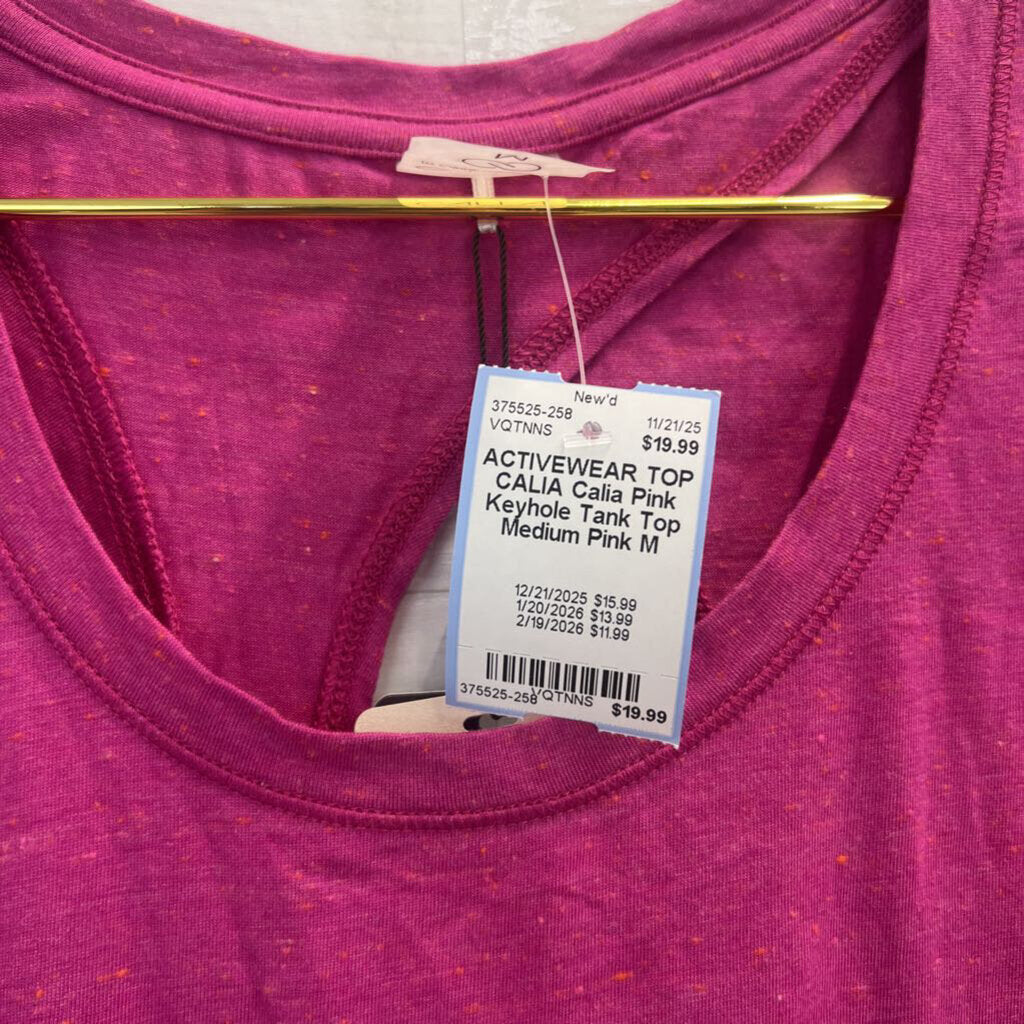 M
New'd
375525-258
11/21/25
VQTNNS
$19.99
ACTIVEWEAR TOP
CALIA Calia Pink
Keyhole Tank Top
Medium Pink M
12/21/2025 $15.99
1/20/2026 $13.99
2/19/2026 $11.99
375525-258
VQTNNS
$19.99